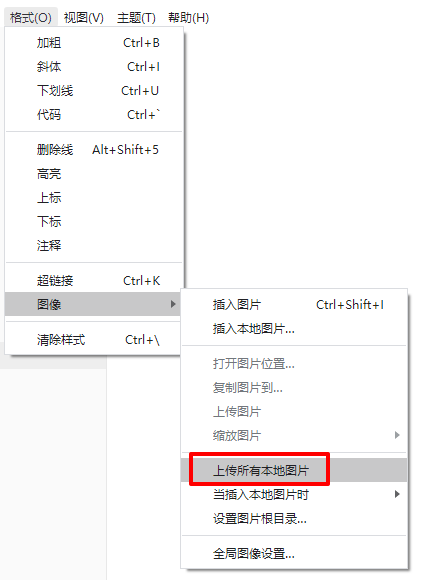 格式(O) 视图(V) 主题(T) 帮助(H)
加粗 Ctrl+B
斜体 Ctrl+I
下划线 Ctrl+U
代码 Ctrl+`
删除线 Alt+Shift+5
高亮
上标
下标
注释
超链接 Ctrl+K
图像
清除样式 Ctrl+\
插入图片 Ctrl+Shift+I
插入本地图片...
打开图片位置...
复制图片到...
上传图片
缩放图片
上传所有本地图片
当插入本地图片时
设置图片根目录...
全局图像设置...